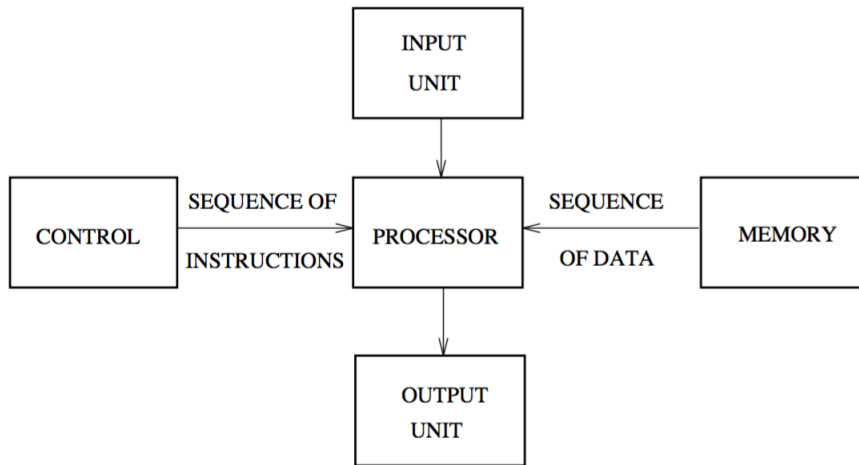 INPUT
UNIT
SEQUENCE OF
INSTRUCTIONS
SEQUENCE
OF DATA
CONTROL
PROCESSOR
MEMORY
OUTPUT
UNIT